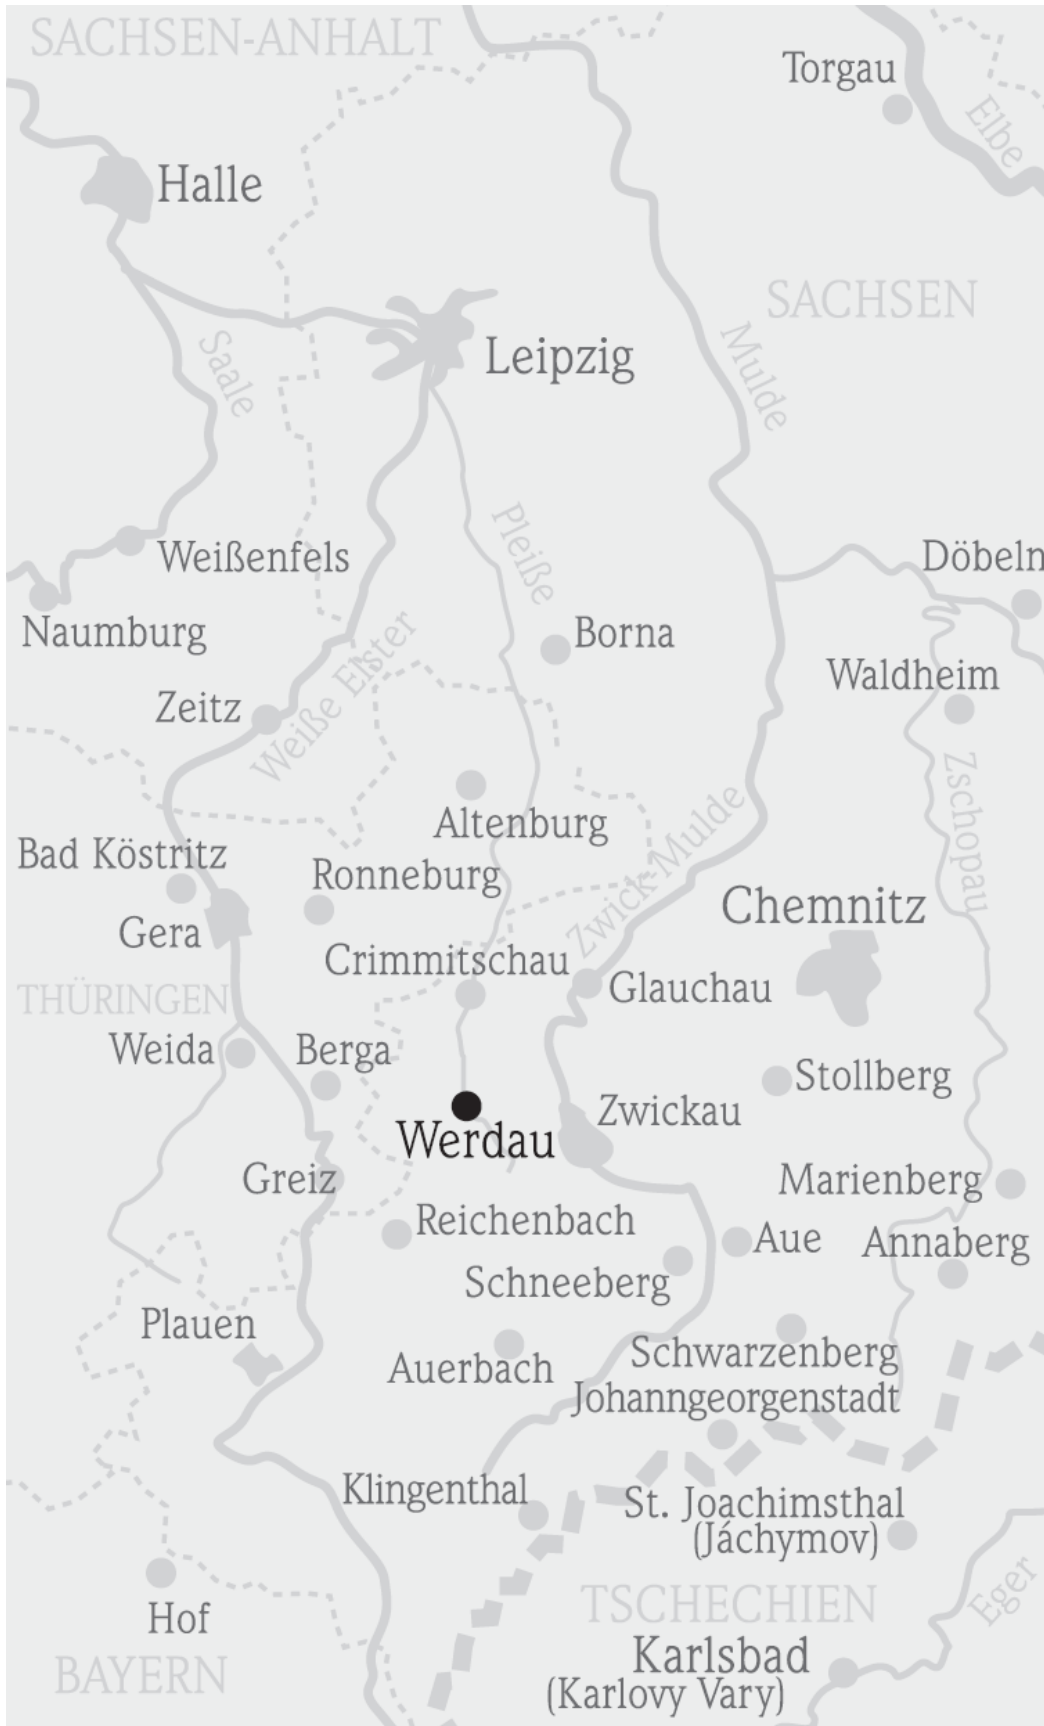 SACHSEN-ANHALT
Torgau
Elbe
Halle
SACHSEN
Leipzig
Saale
Mulde
Pleiße
Weißenfels
Döbeln
Naumburg
Borna
Weiße Elster
Waldheim
Zeitz
Zschopau
Altenburg
Zwick-Mulde
Bad Köstritz
Ronneburg
Chemnitz
Gera
Crimmitschau
Glauchau
THÜRINGEN
Weida
Berga
Stollberg
Zwickau
Werdau
Greiz
Marienberg
Reichenbach
Aue
Annaberg
Schneeberg
Plauen
Auerbach
Schwarzenberg
Johanngeorgenstadt
Klingenthal
St. Joachimsthal
(Jáchymov)
TSCHECHIEN
Eger
Hof
Karlsbad
(Karlovy Vary)
BAYERN